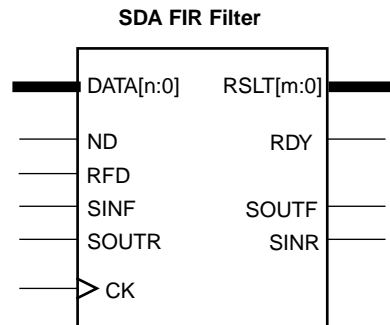 SDA FIR Filter
DATA[n:0] RSLT[m:0]
ND RDY
RFD
SINF SOUTF
SOUTR SINR
CK